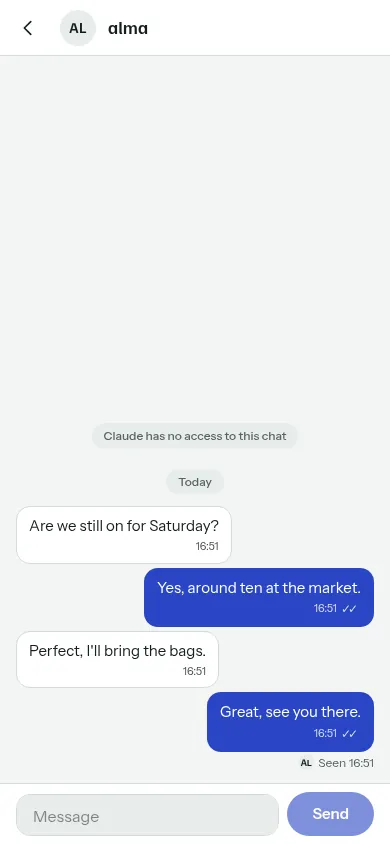 AL alma
Claude has no access to this chat
Today
Are we still on for Saturday?
16:51
Yes, around ten at the market.
16:51 ✓✓
Perfect, I'll bring the bags.
16:51
Great, see you there.
16:51 ✓✓
AL Seen 16:51
Message Send